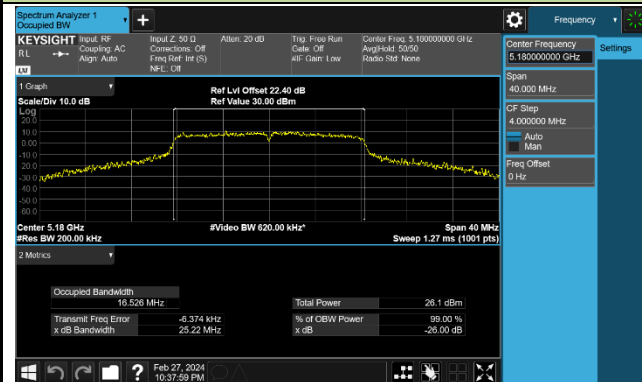 Spectrum Analyzer 1
Occupied BW
Frequency
KEYSIGHT
RL
LXI
Input: RF
Coupling: AC
Align: Auto
Input Z: 50 Ω
Corrections: Off
Freq Ref: Int (S)
NFE: Off
Atten: 20 dB
Trig: Free Run
Gate: Off
#IF Gain: Low
Center Freq: 5.180000000 GHz
Avg|Hold: 50/50
Radio Std: None
Center Frequency
5.180000000 GHz
Settings
Span
40.000 MHz
CF Step
4.000000 MHz
Auto
Man
Freq Offset
0 Hz
1 Graph
Scale/Div 10.0 dB
Ref Lvl Offset 22.40 dB
Ref Value 30.00 dBm
Log
20.0
10.0
0.00
-10.0
-20.0
-30.0
-40.0
-50.0
-60.0
Center 5.18 GHz
#Video BW 620.00 kHz*
Span 40 MHz
#Res BW 200.00 kHz
Sweep 1.27 ms (1001 pts)
2 Metrics
Occupied Bandwidth
16.526 MHz
Total Power 26.1 dBm
Transmit Freq Error -6.374 kHz
% of OBW Power 99.00 %
x dB Bandwidth 25.22 MHz
x dB -26.00 dB
Feb 27, 2024
10:37:59 PM